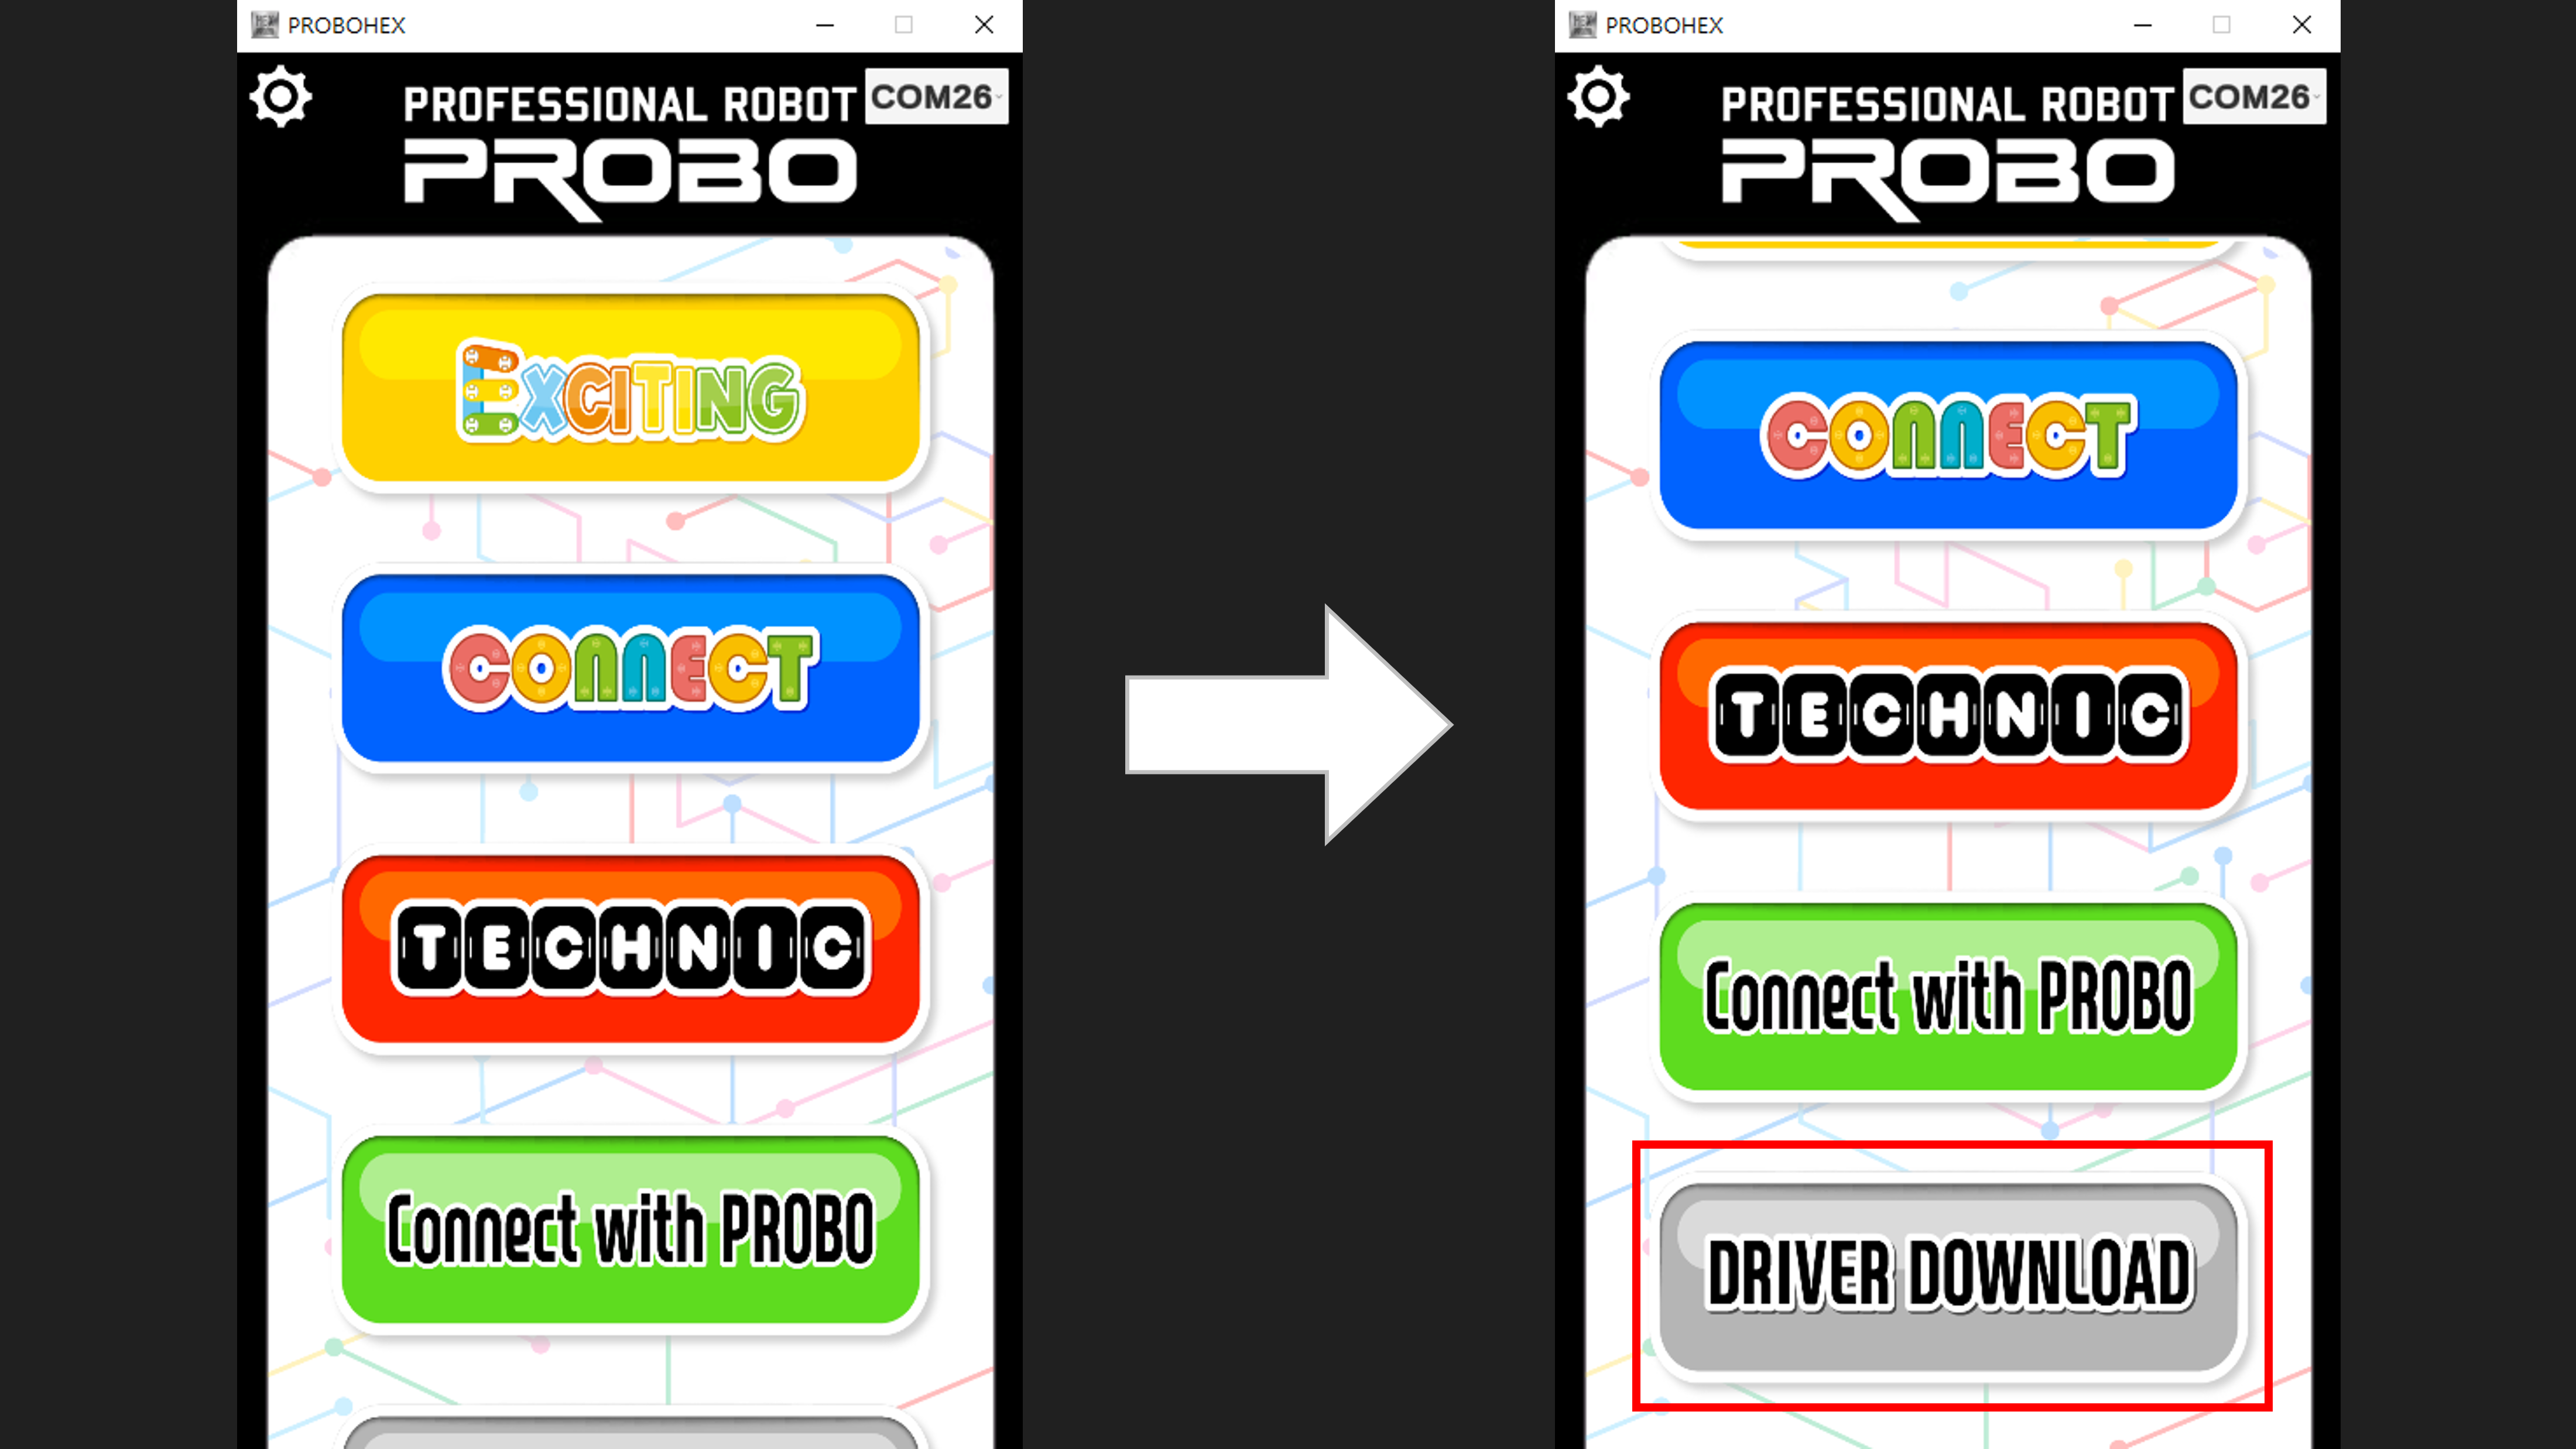 PROBOHEX
PROFESSIONAL ROBOT
COM26
PROBO
EXCITING
CONNECT
TECHNIC
Connect with PROBO
PROBOHEX
PROFESSIONAL ROBOT
COM26
PROBO
CONNECT
TECHNIC
Connect with PROBO
DRIVER DOWNLOAD